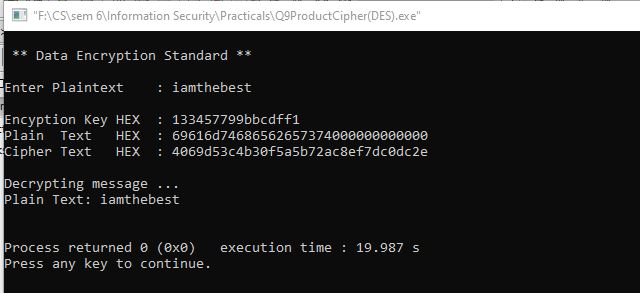 "F:\CS\sem 6\Information Security\Practicals\Q9ProductCipher(DES).exe"
** Data Encryption Standard **
Enter Plaintext    : iamthebest
Encyption Key HEX  : 133457799bbcdff1
Plain  Text   HEX  : 69616d74686562657374000000000000
Cipher Text   HEX  : 4069d53c4b30f5a5b72ac8ef7dc0dc2e
Decrypting message ...
Plain Text: iamthebest
Process returned 0 (0x0)   execution time : 19.987 s
Press any key to continue.